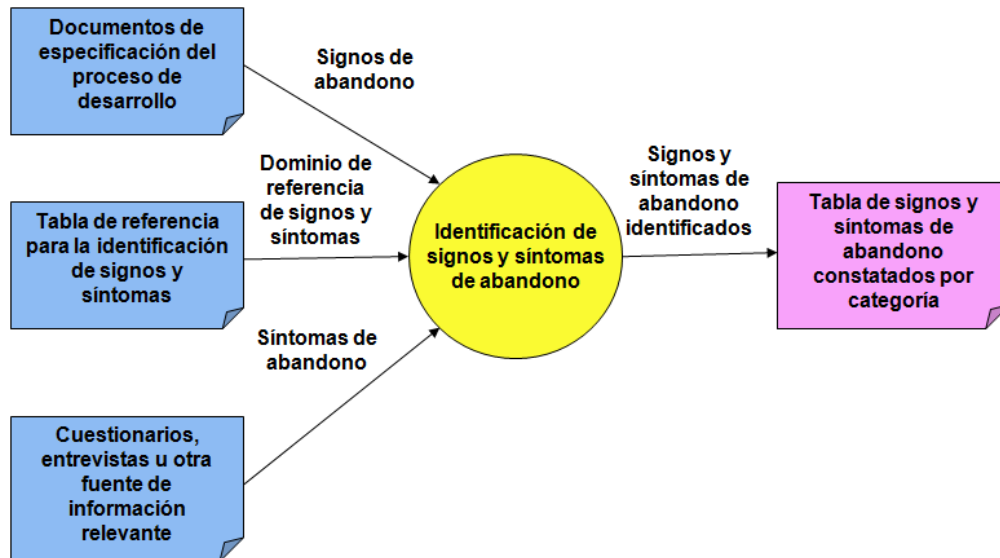 Documentos de
especificación del
proceso de
desarrollo
Signos de
abandono
Tabla de referencia
para la identificación
de signos y
síntomas
Dominio de
referencia
de signos y
síntomas
Cuestionarios,
entrevistas u otra
fuente de
información
relevante
Síntomas de
abandono
Identificación de
signos y síntomas
de abandono
Signos y
síntomas de
abandono
identificados
Tabla de signos y
síntomas de
abandono
constatados por
categoría